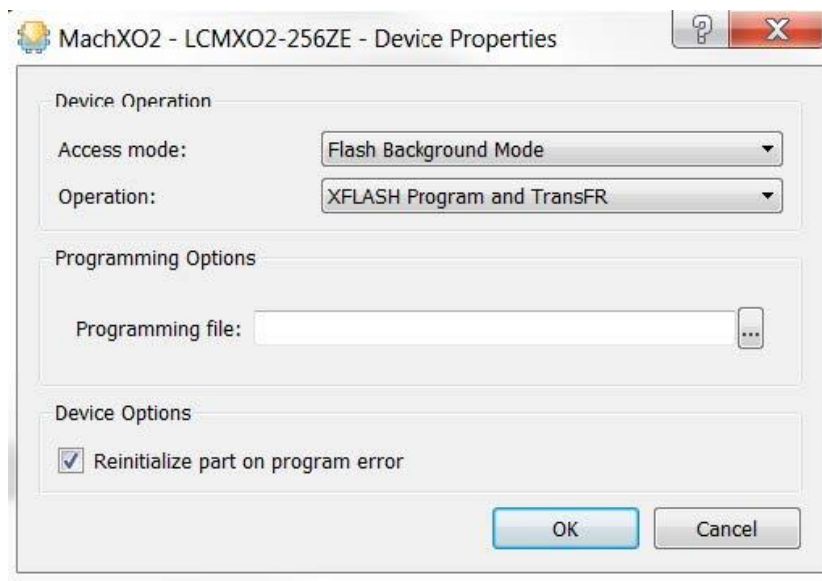 MachXO2 - LCMXO2-256ZE - Device Properties
Device Operation
Access mode: Flash Background Mode
Operation: XFLASH Program and TransFR
Programming Options
Programming file: ...
Device Options
Reinitialize part on program error
OK Cancel